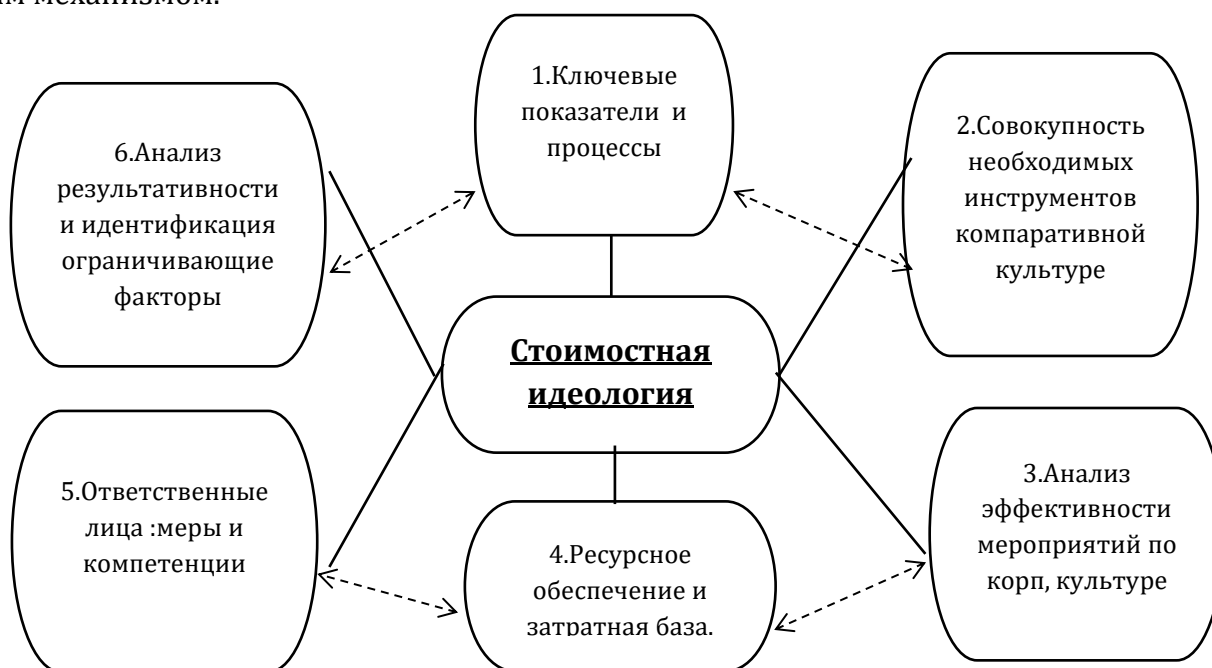 механизмом.
1.Ключевые
показатели и
процессы
2.Совокупность
необходимых
инструментов
компаративной
культуре
6.Анализ
результативности
и идентификация
ограничивающие
факторы
Стоимостная
идеология
3.Анализ
эффективности
мероприятий по
корп, культуре
4.Ресурсное
обеспечение и
затратная база.
5.Ответственные
лица :меры и
компетенции